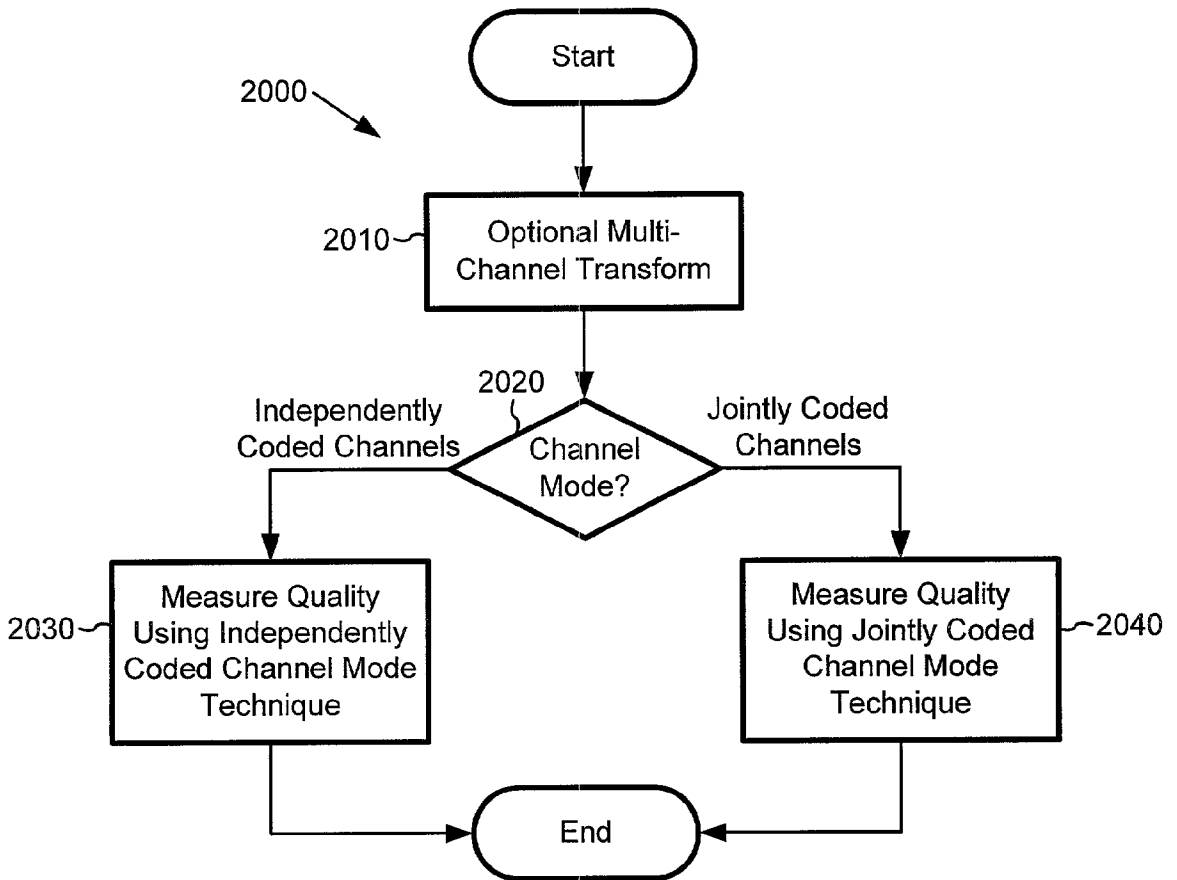 Start
2000
2010
Optional Multi-
Channel Transform
2020
Independently
Coded Channels
Channel
Mode?
Jointly Coded
Channels
2030
Measure Quality
Using Independently
Coded Channel Mode
Technique
Measure Quality
Using Jointly Coded
Channel Mode
Technique
2040
End